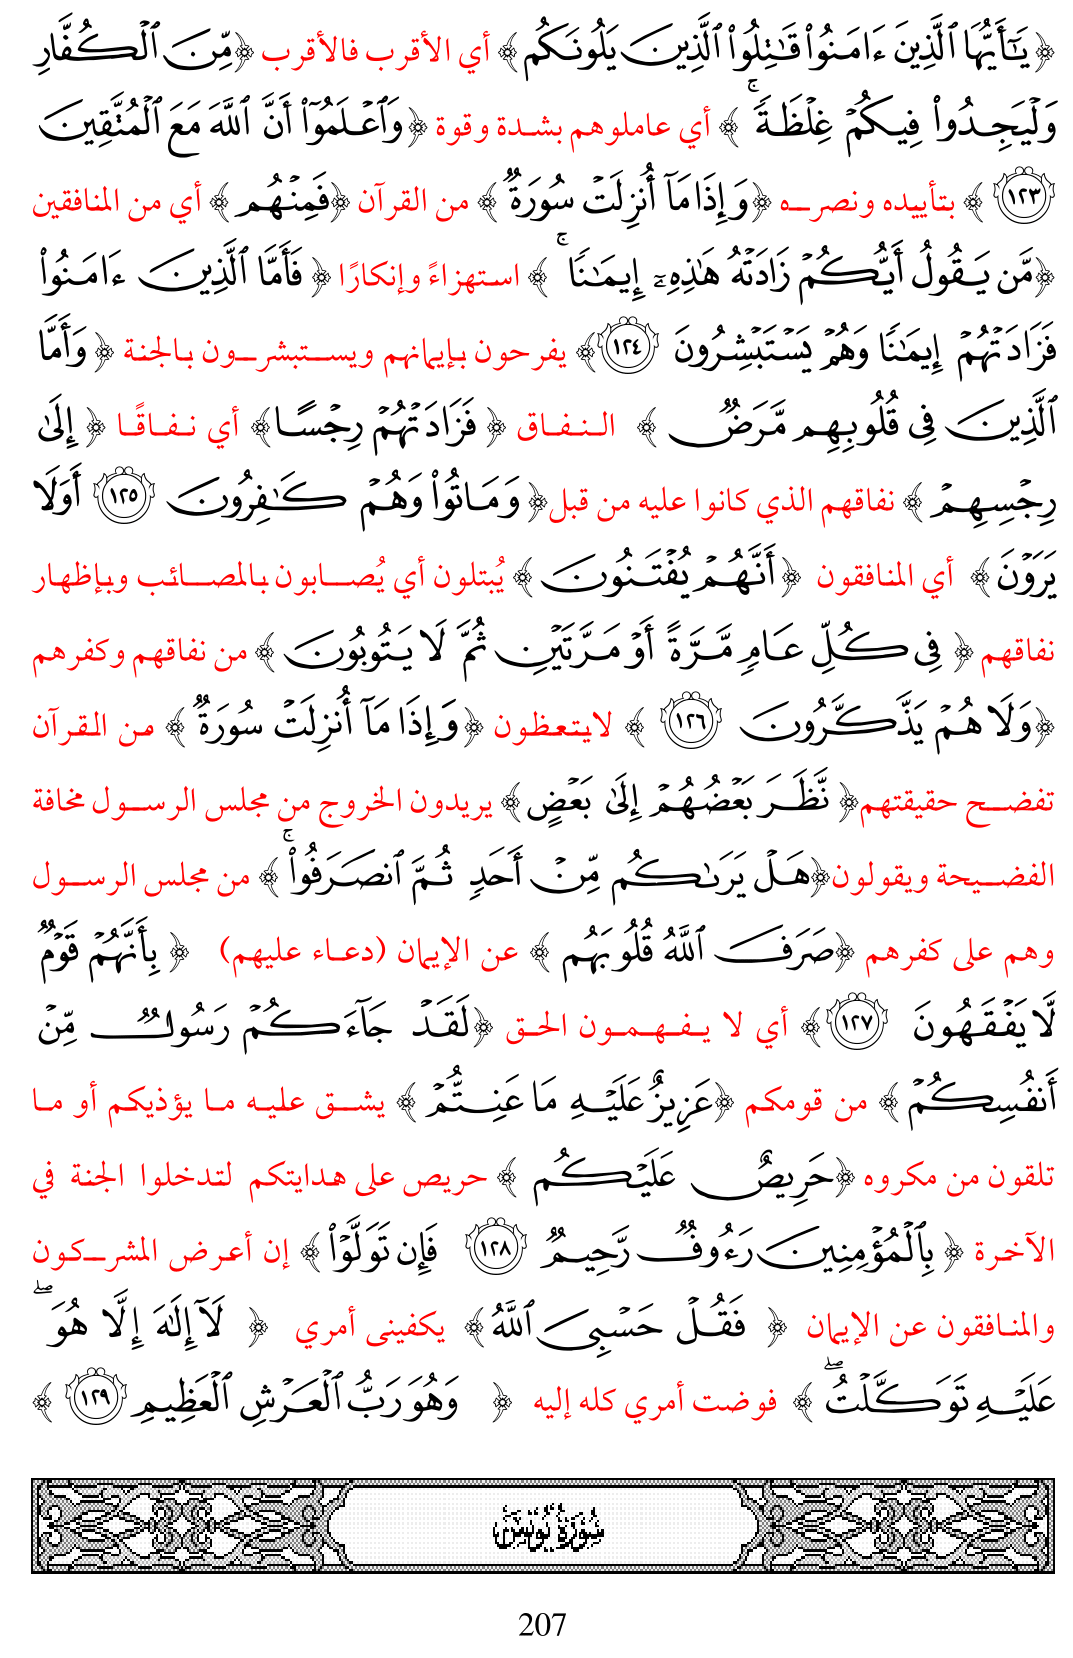 ﴿يَـٰٓأَيُّهَا ٱلَّذِينَ ءَامَنُوا۟ قَـٰتِلُوا۟ ٱلَّذِينَ يَلُونَكُم﴾ أي الأقرب فالأقرب ﴿مِّنَ ٱلْكُفَّارِ
وَلْيَجِدُوا۟ فِيكُمْ غِلْظَةً ۚ ﴾ أي عاملوهم بشدة وقوة ﴿وَٱعْلَمُوٓا۟ أَنَّ ٱللَّهَ مَعَ ٱلْمُتَّقِينَ
١٢٣ ﴾ بتأييده ونصره ﴿وَإِذَا مَآ أُنزِلَتْ سُورَةٌ ﴾ من القرآن ﴿فَمِنْهُم ﴾ أي من المنافقين
﴿مَّن يَقُولُ أَيُّكُمْ زَادَتْهُ هَـٰذِهِۦٓ إِيمَـٰنًا ۚ ﴾ استهزاءً وإنكارًا ﴿ فَأَمَّا ٱلَّذِينَ ءَامَنُوا۟
فَزَادَتْهُمْ إِيمَـٰنًا وَهُمْ يَسْتَبْشِرُونَ ١٢٤﴾ يفرحون بإيمانهم ويستبشرون بالجنة ﴿ وَأَمَّا
ٱلَّذِينَ فِى قُلُوبِهِم مَّرَضٌ ﴾ النفاق ﴿ فَزَادَتْهُمْ رِجْسًا﴾ أي نفاقًا ﴿ إِلَىٰ
رِجْسِهِمْ ﴾ نفاقهم الذي كانوا عليه من قبل﴿ وَمَاتُوا۟ وَهُمْ كَـٰفِرُونَ ١٢٥ أَوَلَا
يَرَوْنَ ﴾ أي المنافقون ﴿أَنَّهُمْ يُفْتَنُونَ ﴾ يُبتلون أي يُصابون بالمصائب وبإظهار
نفاقهم ﴿ فِى كُلِّ عَامٍ مَّرَّةً أَوْ مَرَّتَيْنِ ثُمَّ لَا يَتُوبُونَ ﴾ من نفاقهم وكفرهم
﴿وَلَا هُمْ يَذَّكَّرُونَ ١٢٦ ﴾ لايتعظون ﴿وَإِذَا مَآ أُنزِلَتْ سُورَةٌ ﴾ من القرآن
تفضح حقيقتهم﴿ نَّظَرَ بَعْضُهُمْ إِلَىٰ بَعْضٍ ﴾ يريدون الخروج من مجلس الرسول مخافة
الفضيحة ويقولون﴿هَلْ يَرَىٰكُم مِّنْ أَحَدٍ ثُمَّ ٱنصَرَفُوا۟ ۚ ﴾ من مجلس الرسول
وهم على كفرهم ﴿صَرَفَ ٱللَّهُ قُلُوبَهُم ﴾ عن الإيمان (دعاء عليهم) ﴿ بِأَنَّهُمْ قَوْمٌ
لَّا يَفْقَهُونَ ١٢٧﴾ أي لا يفهمون الحق ﴿لَقَدْ جَآءَكُمْ رَسُولٌ مِّنْ
أَنفُسِكُمْ ﴾ من قومكم ﴿عَزِيزٌ عَلَيْهِ مَا عَنِتُّمْ ﴾ يشق عليه ما يؤذيكم أو ما
تلقون من مكروه ﴿حَرِيصٌ عَلَيْكُم ﴾ حريص على هدايتكم لتدخلوا الجنة في
الآخرة ﴿ بِٱلْمُؤْمِنِينَ رَءُوفٌ رَّحِيمٌ ١٢٨ فَإِن تَوَلَّوْا۟ ﴾ إن أعرض المشركون
والمنافقون عن الإيمان ﴿ فَقُلْ حَسْبِىَ ٱللَّهُ﴾ يكفينى أمري ﴿ لَآ إِلَـٰهَ إِلَّا هُوَ ۖ
عَلَيْهِ تَوَكَّلْتُ ۖ ﴾ فوضت أمري كله إليه ﴿ وَهُوَ رَبُّ ٱلْعَرْشِ ٱلْعَظِيمِ ١٢٩ ﴾
سُورَةُ يُونُسَ
207